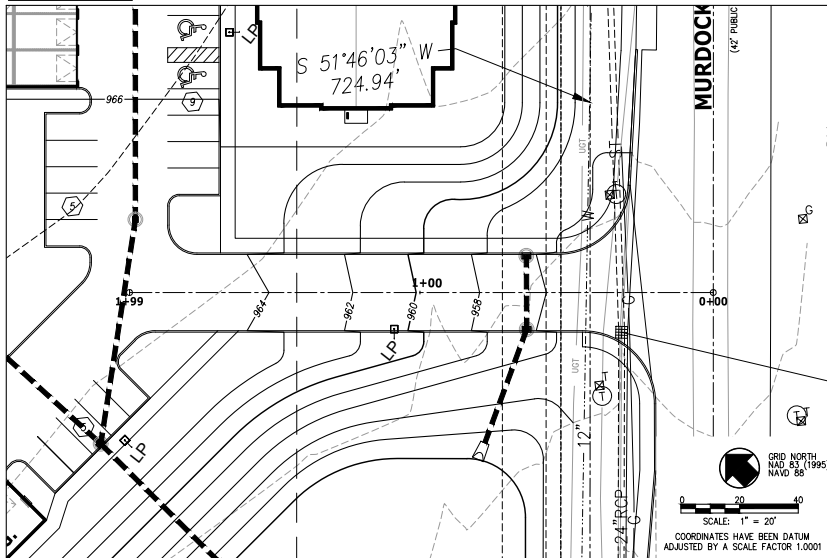 MURDOCK
(42' PUBLIC
LP
S 51°46'03" W
724.94'
966
9
5
UGT
ST
W
T
G
1+99
964
962
960
1+00
958
0+00
G
LP
UGT
T
T
T
5
LP
12"
24"RCP
G
GRID NORTH
NAD 83 (1995)
NAVD 88
0 20 40
SCALE: 1" = 20'
COORDINATES HAVE BEEN DATUM
ADJUSTED BY A SCALE FACTOR 1.0001